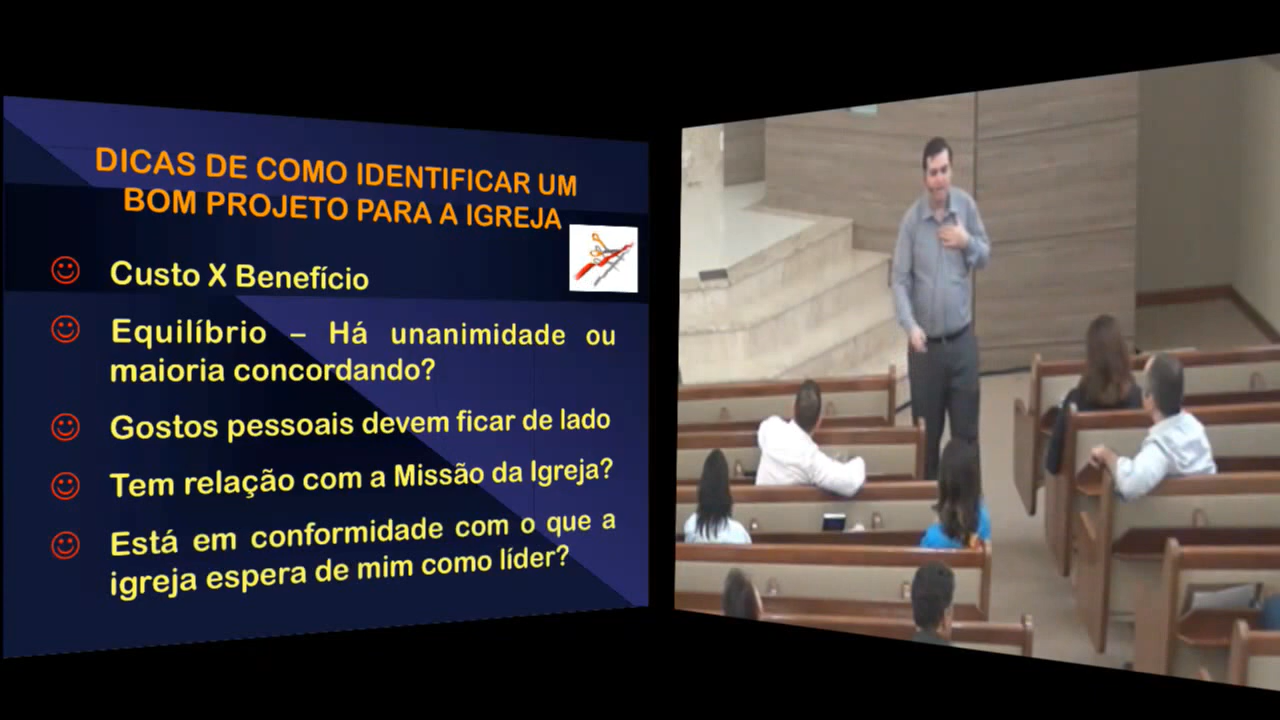 DICAS DE COMO IDENTIFICAR UM
BOM PROJETO PARA A IGREJA
Custo X Benefício
Equilíbrio – Há unanimidade ou
maioria concordando?
Gostos pessoais devem ficar de lado
Tem relação com a Missão da Igreja?
Está em conformidade com o que a
igreja espera de mim como líder?